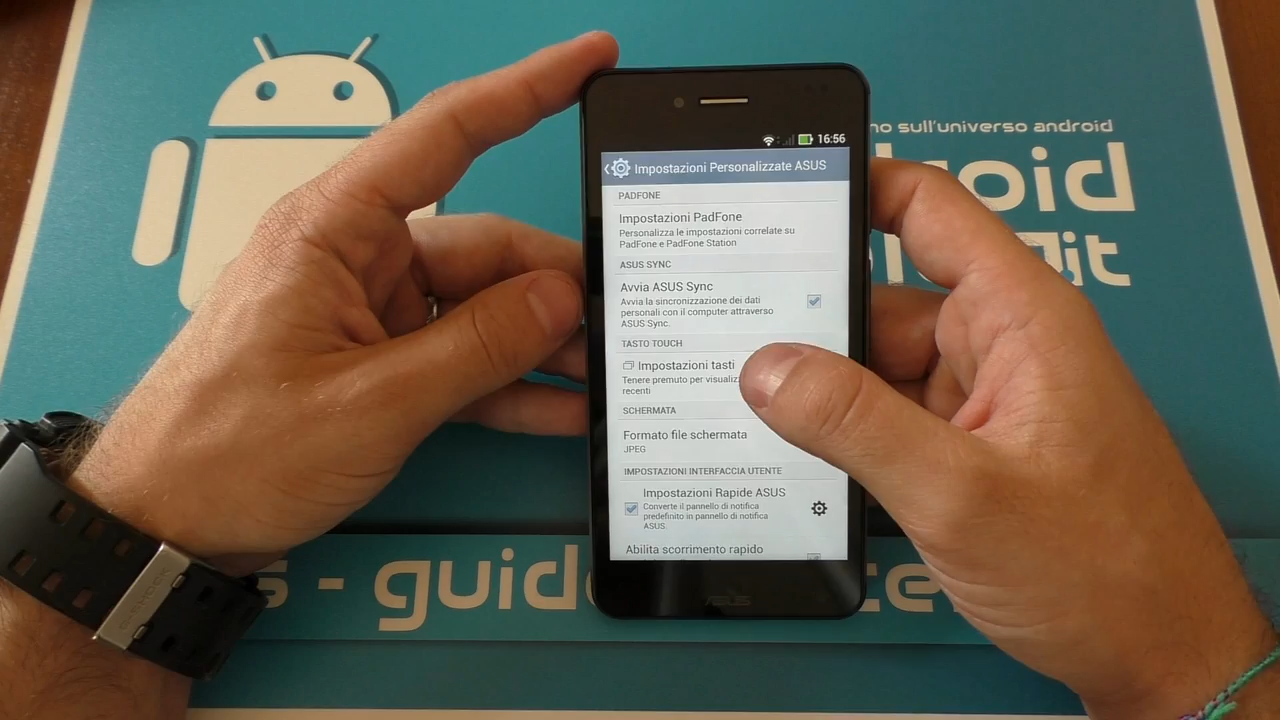 no sull'universo android
droid
.it
16:56
Impostazioni Personalizzate ASUS
PADFONE
Impostazioni PadFone
Personalizza le impostazioni correlate su
PadFone e PadFone Station
ASUS SYNC
Avvia ASUS Sync
Avvia la sincronizzazione dei dati
personali con il computer attraverso
ASUS Sync.
TASTO TOUCH
Impostazioni tasti
Tenere premuto per
recenti
SCHERMATA
Formato file schermata
JPEG
IMPOSTAZIONI INTERFACCIA UTENTE
Impostazioni Rapide ASUS
Converte il pannello di notifica
predefinito in pannello di notifica
ASUS.
Abilita scorrimento rapido
ASUS
s - guid